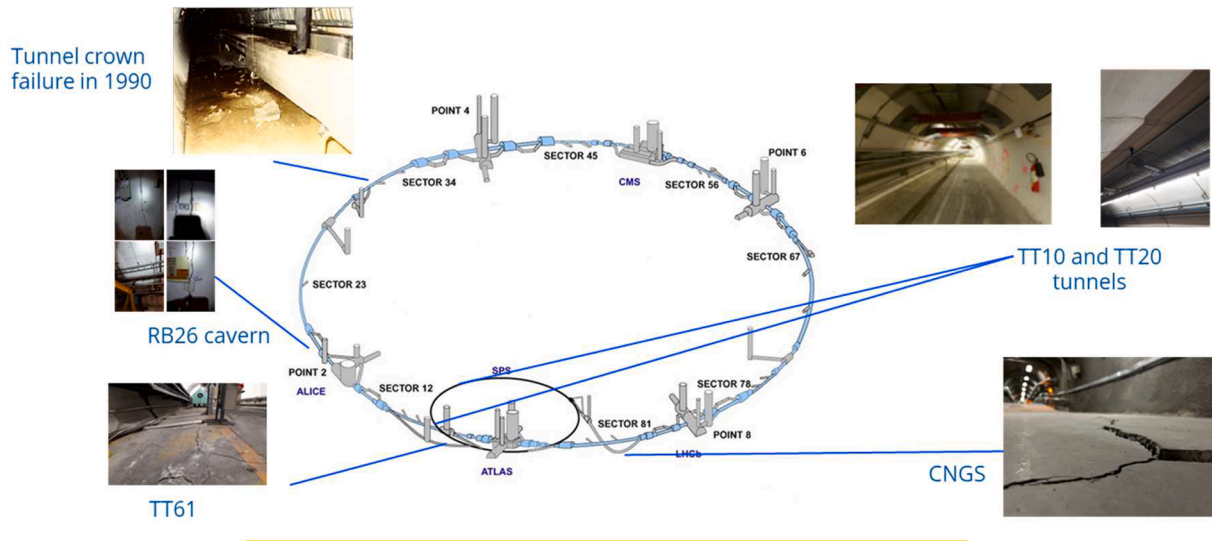 Tunnel crown
failure in 1990
POINT 4
SECTOR 45
CMS
SECTOR 56
POINT 6
SECTOR 34
SECTOR 67
TT10 and TT20
tunnels
SECTOR 23
RB26 cavern
POINT 2
ALICE
SECTOR 12
SPS
SECTOR 78
SECTOR 81
POINT 8
LHCb
ATLAS
CNGS
TT61